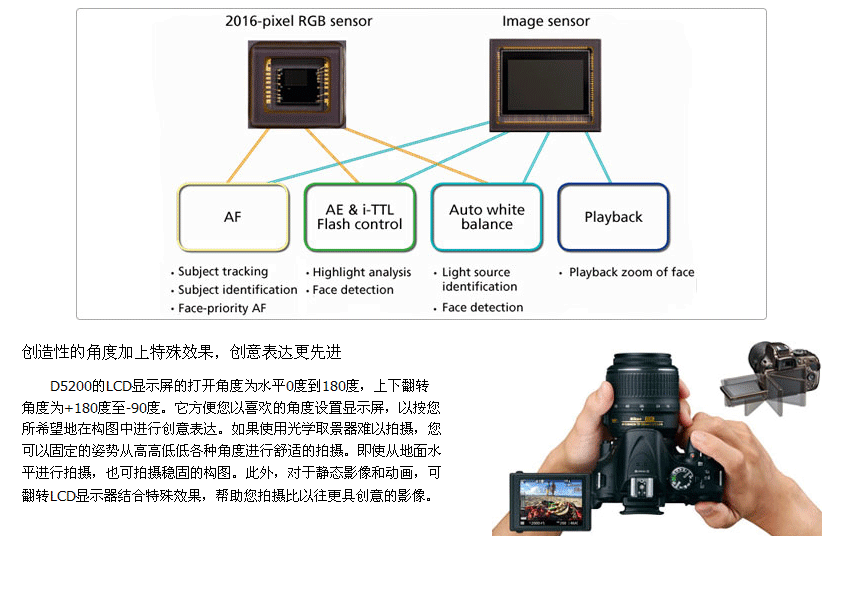 2016-pixel RGB sensor
Image sensor
AF
AE & i-TTL
Flash control
Auto white
balance
Playback
· Subject tracking
· Subject identification
· Face-priority AF
· Highlight analysis
· Face detection
· Light source
identification
· Face detection
· Playback zoom of face
创造性的角度加上特殊效果，创意表达更先进
D5200的LCD显示屏的打开角度为水平0度到180度，上下翻转
角度为+180度至-90度。它方便您以喜欢的角度设置显示屏，以按您
所希望地在构图中进行创意表达。如果使用光学取景器难以拍摄，您
可以固定的姿势从高高低低各种角度进行舒适的拍摄。即使从地面水
平进行拍摄，也可拍摄稳固的构图。此外，对于静态影像和动画，可
翻转LCD显示器结合特殊效果，帮助您拍摄比以往更具创意的影像。
Nikon